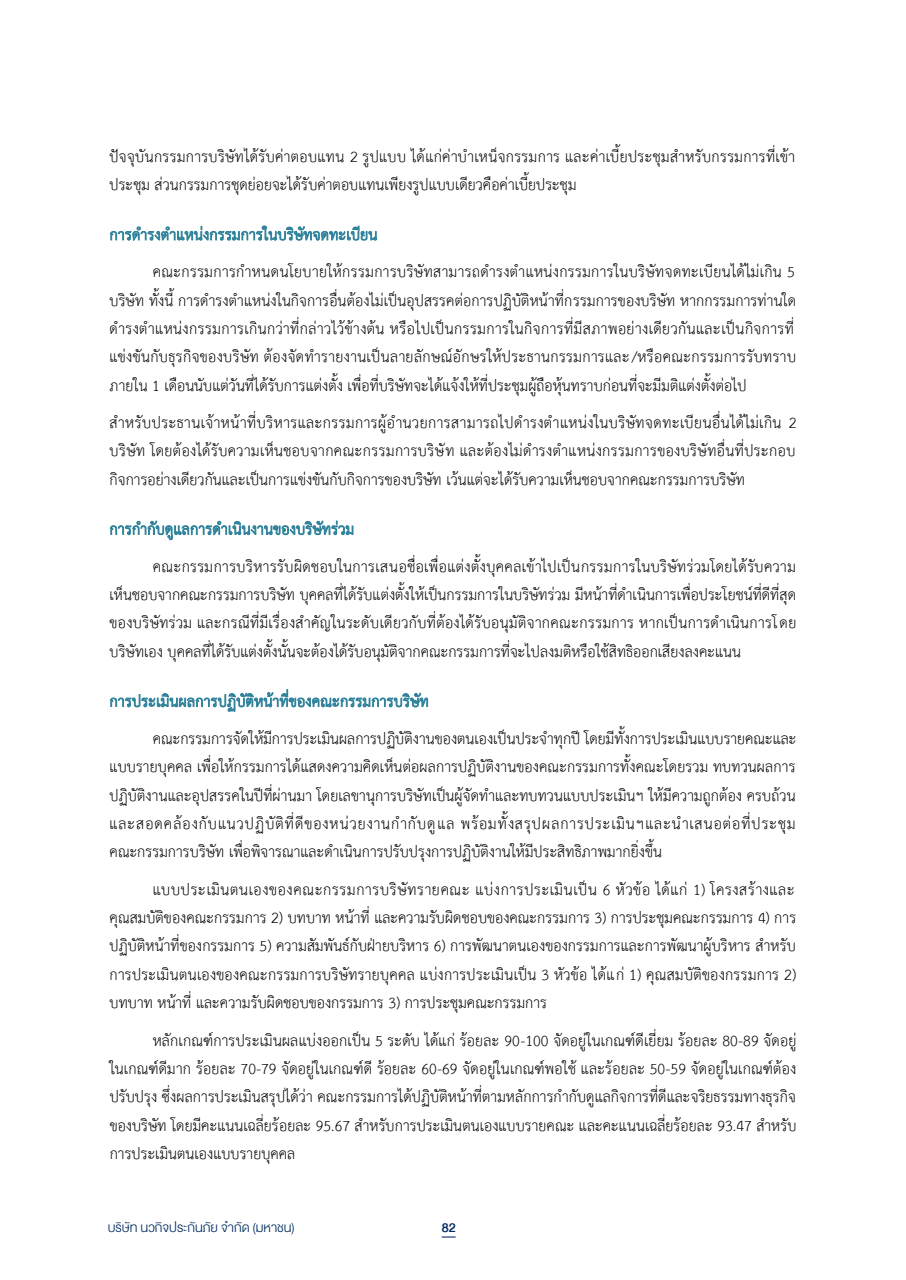 ปัจจุบันกรรมการบริษัทได้รับค่าตอบแทน 2 รูปแบบ ได้แก่ค่าบำเหน็จกรรมการ และค่าเบี้ยประชุมสำหรับกรรมการที่เข้า
ประชุม ส่วนกรรมการชุดย่อยจะได้รับค่าตอบแทนเพียงรูปแบบเดียวคือค่าเบี้ยประชุม
การดำรงตำแหน่งกรรมการในบริษัทจดทะเบียน
คณะกรรมการกำหนดนโยบายให้กรรมการบริษัทสามารถดำรงตำแหน่งกรรมการในบริษัทจดทะเบียนได้ไม่เกิน 5
บริษัท ทั้งนี้ การดำรงตำแหน่งในกิจการอื่นต้องไม่เป็นอุปสรรคต่อการปฏิบัติหน้าที่กรรมการของบริษัท หากกรรมการท่านใด
ดำรงตำแหน่งกรรมการเกินกว่าที่กล่าวไว้ข้างต้น หรือไปเป็นกรรมการในกิจการที่มีสภาพอย่างเดียวกันและเป็นกิจการที่
แข่งขันกับธุรกิจของบริษัท ต้องจัดทำรายงานเป็นลายลักษณ์อักษรให้ประธานกรรมการและ/หรือคณะกรรมการรับทราบ
ภายใน 1 เดือนนับแต่วันที่ได้รับการแต่งตั้ง เพื่อที่บริษัทจะได้แจ้งให้ที่ประชุมผู้ถือหุ้นทราบก่อนที่จะมีมติแต่งตั้งต่อไป
สำหรับประธานเจ้าหน้าที่บริหารและกรรมการผู้อำนวยการสามารถไปดำรงตำแหน่งในบริษัทจดทะเบียนอื่นได้ไม่เกิน 2
บริษัท โดยต้องได้รับความเห็นชอบจากคณะกรรมการบริษัท และต้องไม่ดำรงตำแหน่งกรรมการของบริษัทอื่นที่ประกอบ
กิจการอย่างเดียวกันและเป็นการแข่งขันกับกิจการของบริษัท เว้นแต่จะได้รับความเห็นชอบจากคณะกรรมการบริษัท
การกำกับดูแลการดำเนินงานของบริษัทร่วม
คณะกรรมการบริหารรับผิดชอบในการเสนอชื่อเพื่อแต่งตั้งบุคคลเข้าไปเป็นกรรมการในบริษัทร่วมโดยได้รับความ
เห็นชอบจากคณะกรรมการบริษัท บุคคลที่ได้รับแต่งตั้งให้เป็นกรรมการในบริษัทร่วม มีหน้าที่ดำเนินการเพื่อประโยชน์ที่ดีที่สุด
ของบริษัทร่วม และกรณีที่มีเรื่องสำคัญในระดับเดียวกับที่ต้องได้รับอนุมัติจากคณะกรรมการ หากเป็นการดำเนินการโดย
บริษัทเอง บุคคลที่ได้รับแต่งตั้งนั้นจะต้องได้รับอนุมัติจากคณะกรรมการที่จะไปลงมติหรือใช้สิทธิออกเสียงลงคะแนน
การประเมินผลการปฏิบัติหน้าที่ของคณะกรรมการบริษัท
คณะกรรมการจัดให้มีการประเมินผลการปฏิบัติงานของตนเองเป็นประจำทุกปี โดยมีทั้งการประเมินแบบรายคณะและ
แบบรายบุคคล เพื่อให้กรรมการได้แสดงความคิดเห็นต่อผลการปฏิบัติงานของคณะกรรมการทั้งคณะโดยรวม ทบทวนผลการ
ปฏิบัติงานและอุปสรรคในปีที่ผ่านมา โดยเลขานุการบริษัทเป็นผู้จัดทำและทบทวนแบบประเมินฯ ให้มีความถูกต้อง ครบถ้วน
และสอดคล้องกับแนวปฏิบัติที่ดีของหน่วยงานกำกับดูแล พร้อมทั้งสรุปผลการประเมินฯและนำเสนอต่อที่ประชุม
คณะกรรมการบริษัท เพื่อพิจารณาและดำเนินการปรับปรุงการปฏิบัติงานให้มีประสิทธิภาพมากยิ่งขึ้น
แบบประเมินตนเองของคณะกรรมการบริษัทรายคณะ แบ่งการประเมินเป็น 6 หัวข้อ ได้แก่ 1) โครงสร้างและ
คุณสมบัติของคณะกรรมการ 2) บทบาท หน้าที่ และความรับผิดชอบของคณะกรรมการ 3) การประชุมคณะกรรมการ 4) การ
ปฏิบัติหน้าที่ของกรรมการ 5) ความสัมพันธ์กับฝ่ายบริหาร 6) การพัฒนาตนเองของกรรมการและการพัฒนาผู้บริหาร สำหรับ
การประเมินตนเองของคณะกรรมการบริษัทรายบุคคล แบ่งการประเมินเป็น 3 หัวข้อ ได้แก่ 1) คุณสมบัติของกรรมการ 2)
บทบาท หน้าที่ และความรับผิดชอบของกรรมการ 3) การประชุมคณะกรรมการ
หลักเกณฑ์การประเมินผลแบ่งออกเป็น 5 ระดับ ได้แก่ ร้อยละ 90-100 จัดอยู่ในเกณฑ์ดีเยี่ยม ร้อยละ 80-89 จัดอยู่
ในเกณฑ์ดีมาก ร้อยละ 70-79 จัดอยู่ในเกณฑ์ดี ร้อยละ 60-69 จัดอยู่ในเกณฑ์พอใช้ และร้อยละ 50-59 จัดอยู่ในเกณฑ์ต้อง
ปรับปรุง ซึ่งผลการประเมินสรุปได้ว่า คณะกรรมการได้ปฏิบัติหน้าที่ตามหลักการกำกับดูแลกิจการที่ดีและจริยธรรมทางธุรกิจ
ของบริษัท โดยมีคะแนนเฉลี่ยร้อยละ 95.67 สำหรับการประเมินตนเองแบบรายคณะ และคะแนนเฉลี่ยร้อยละ 93.47 สำหรับ
การประเมินตนเองแบบรายบุคคล
บริษัท นวกิจประกันภัย จำกัด (มหาชน) 82